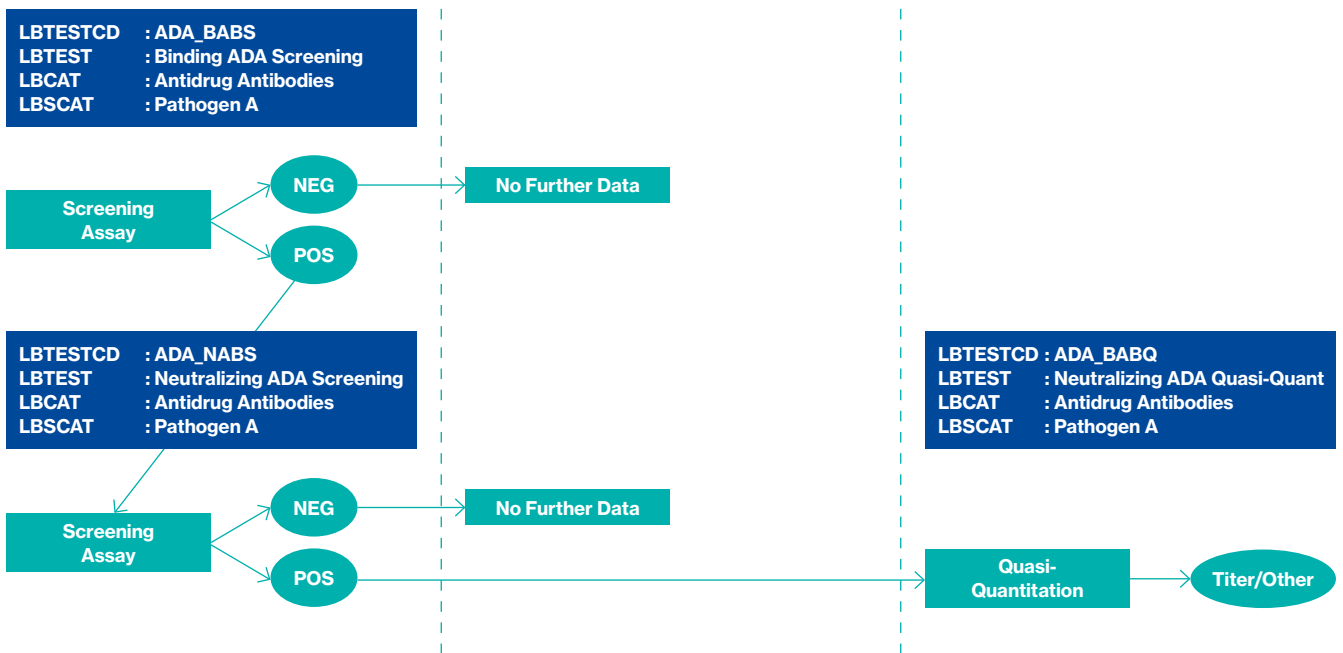 LBTESTCD : ADA_BABS
LBTEST : Binding ADA Screening
LBCAT : Antidrug Antibodies
LBSCAT : Pathogen A
Screening
Assay
NEG
No Further Data
POS
LBTESTCD : ADA_NABS
LBTEST : Neutralizing ADA Screening
LBCAT : Antidrug Antibodies
LBSCAT : Pathogen A
LBTESTCD : ADA_BABQ
LBTEST : Neutralizing ADA Quasi-Quant
LBCAT : Antidrug Antibodies
LBSCAT : Pathogen A
Screening
Assay
NEG
No Further Data
POS
Quasi-
Quantitation
Titer/Other